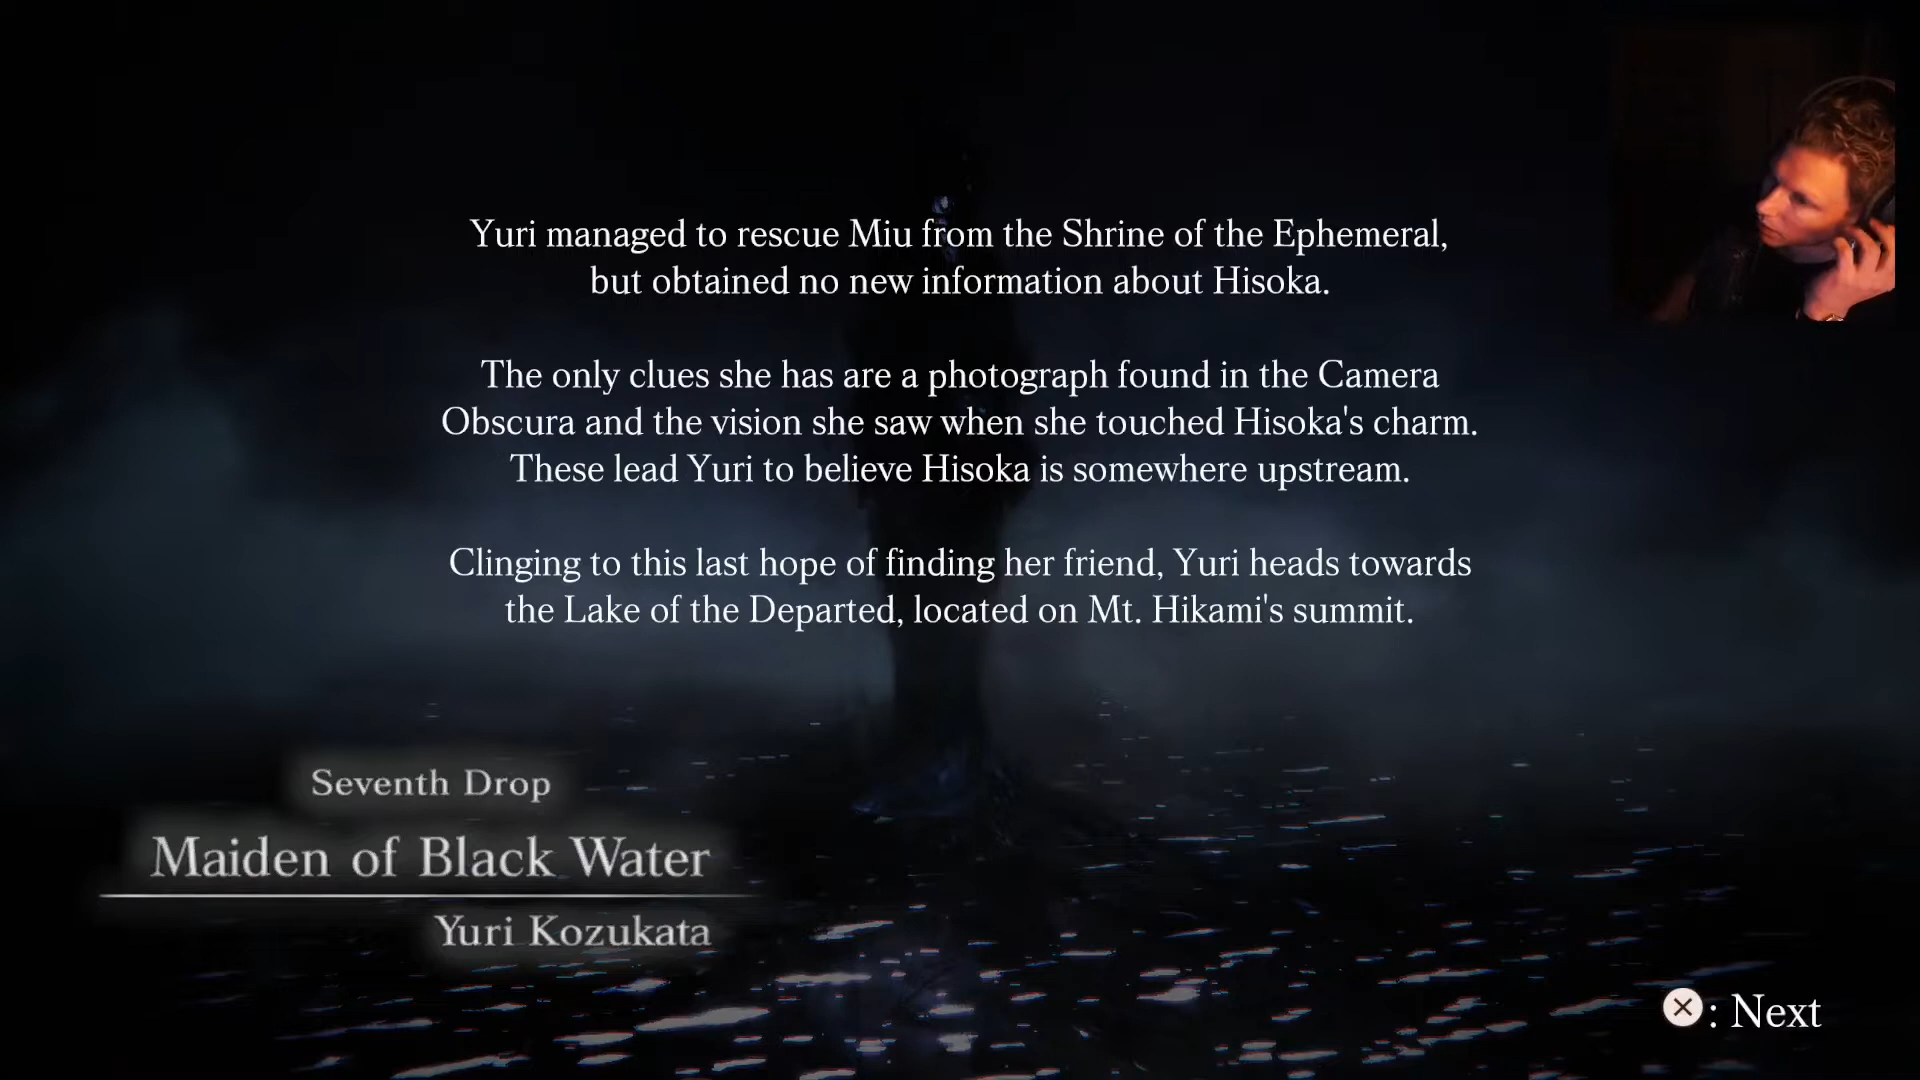 Yuri managed to rescue Miu from the Shrine of the Ephemeral,
but obtained no new information about Hisoka.
The only clues she has are a photograph found in the Camera
Obscura and the vision she saw when she touched Hisoka's charm.
These lead Yuri to believe Hisoka is somewhere upstream.
Clinging to this last hope of finding her friend, Yuri heads towards
the Lake of the Departed, located on Mt. Hikami's summit.
Seventh Drop
Maiden of Black Water
Yuri Kozukata
: Next